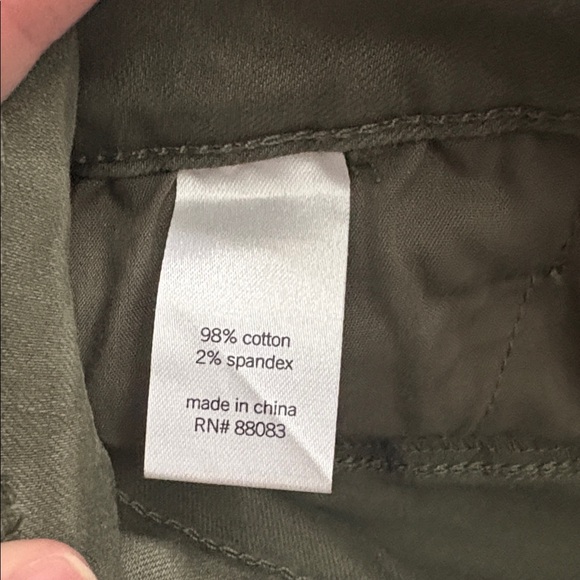 98% cotton
2% spandex
made in china
RN# 88083